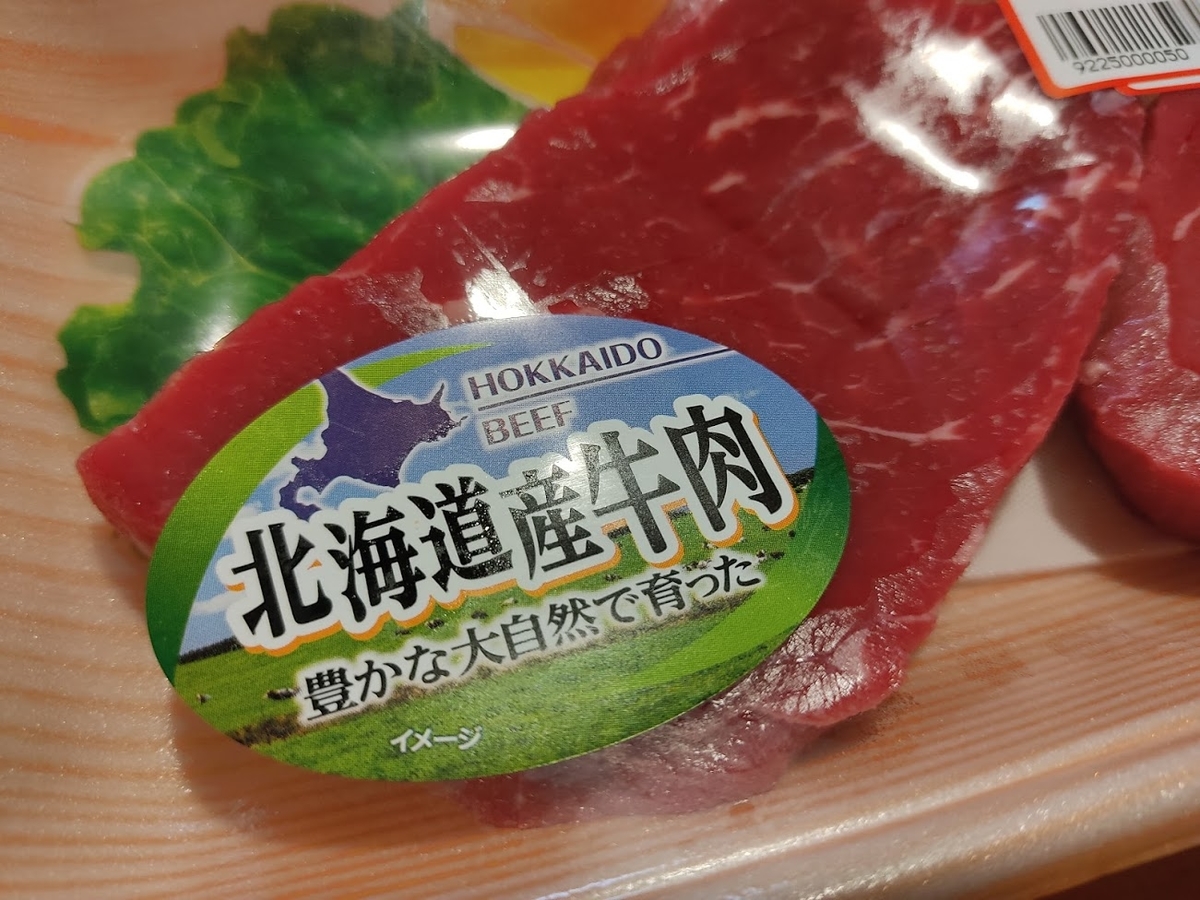 9225000050
HOKKAIDO
BEEF
北海道産牛肉
豊かな大自然で育った
イメージ